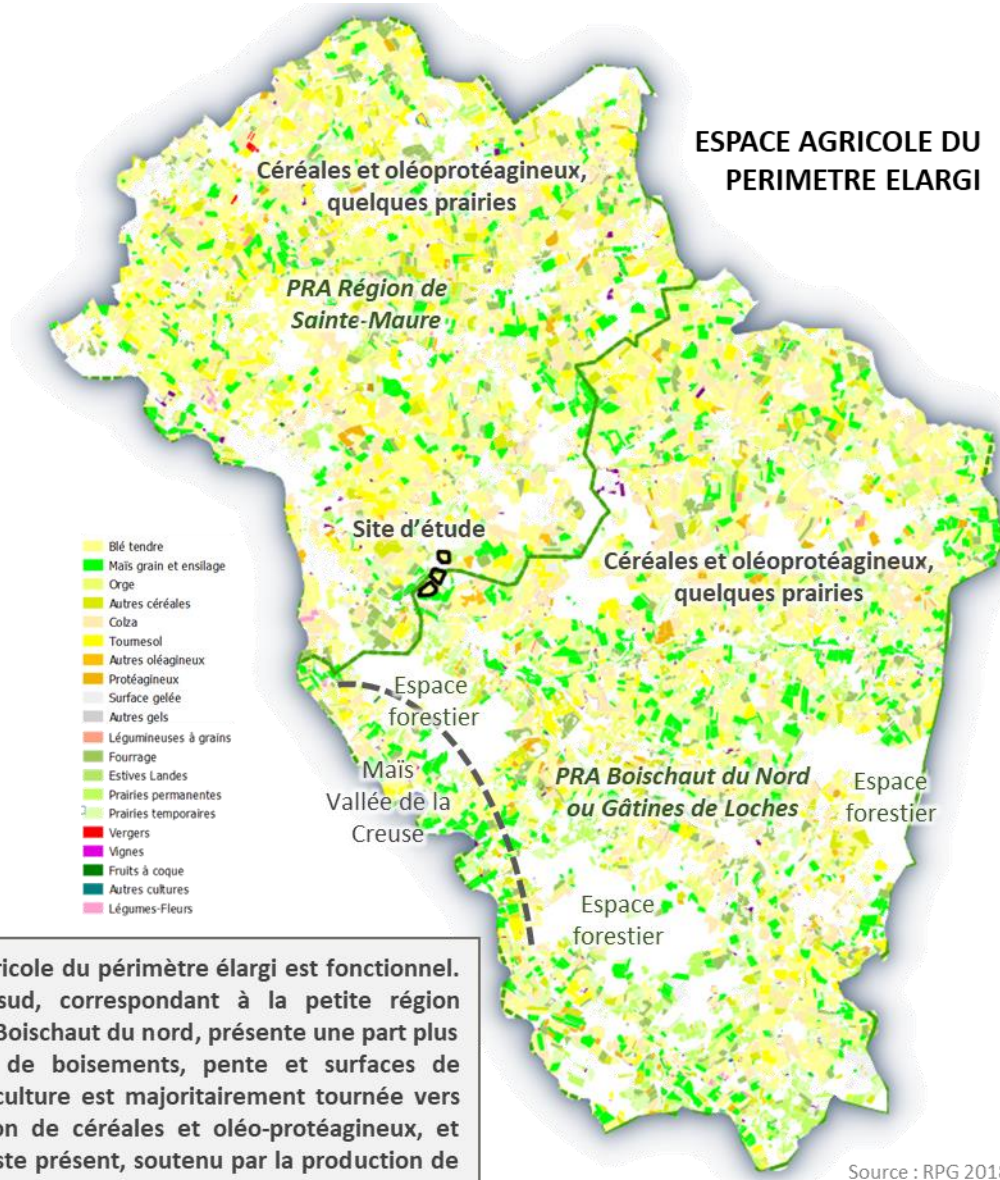 ESPACE AGRICOLE DU
PERIMETRE ELARGI
Céréales et oléoprotéagineux,
quelques prairies
PRA Région de
Sainte-Maure
Site d'étude
Céréales et oléoprotéagineux,
quelques prairies
Blé tendre
Maïs grain et ensilage
Orge
Autres céréales
Colza
Tournesol
Autres oléagineux
Protéagineux
Surface gelée
Autres gels
Légumineuses à grains
Fourrage
Estives Landes
Prairies permanentes
Prairies temporaires
Vergers
Vignes
Fruits à coque
Autres cultures
Légumes-Fleurs
Espace
forestier
Maïs
Vallée de la
Creuse
PRA Boischaut du Nord
ou Gâtines de Loches
Espace
forestier
Espace
forestier
ricole du périmètre élargi est fonctionnel.
sud, correspondant à la petite région
Boischaut du nord, présente une part plus
de boisements, pente et surfaces de
culture est majoritairement tournée vers
on de céréales et oléo-protéagineux, et
ste présent, soutenu par la production de
Source : RPG 2018